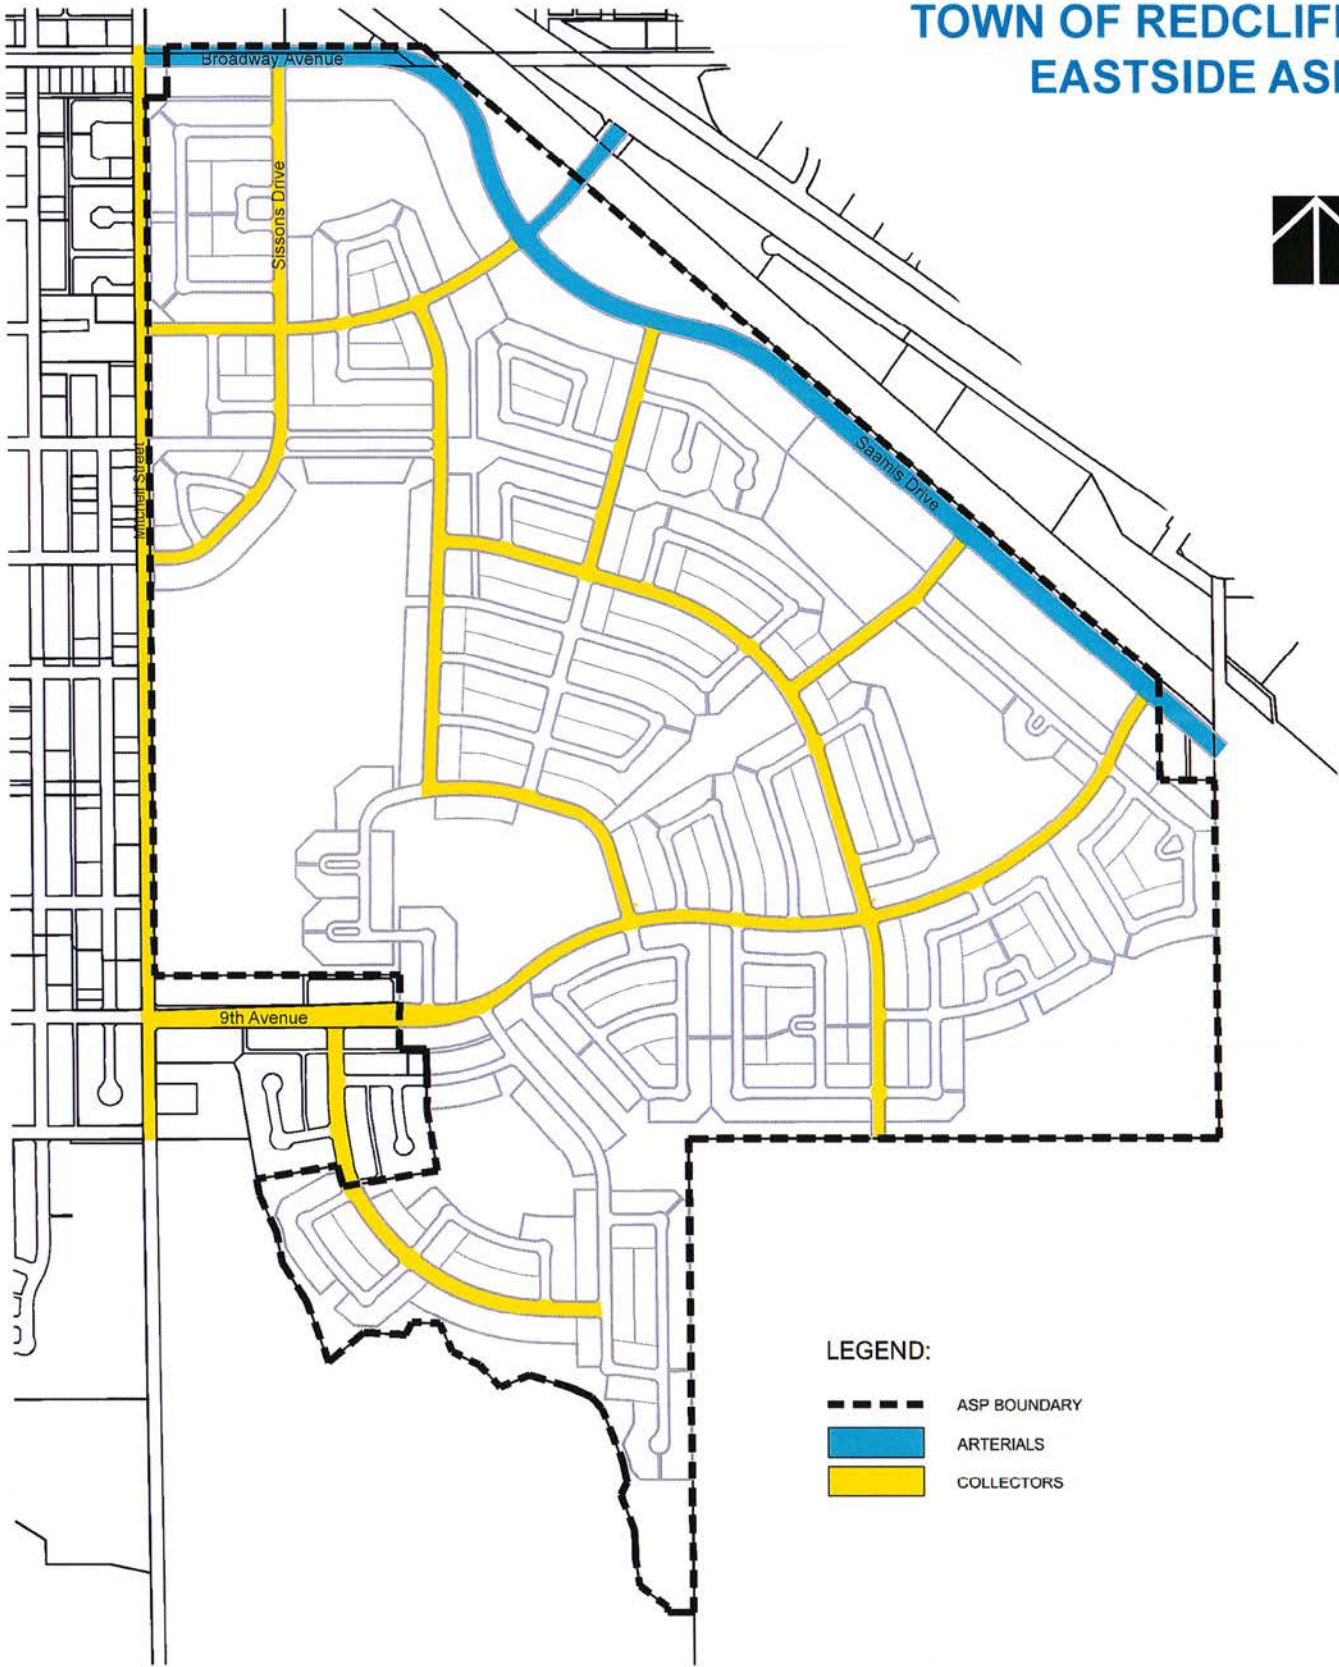 TOWN OF REDCLIFF
EASTSIDE ASP
Broadway Avenue
Sissons Drive
Mitchell Street
Saamis Drive
9th Avenue
LEGEND:
ASP BOUNDARY
ARTERIALS
COLLECTORS